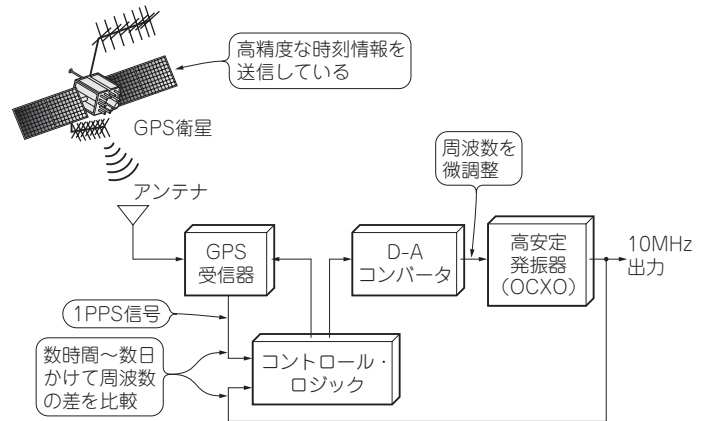 高精度な時刻情報を
送信している
GPS衛星
アンテナ
周波数を
微調整
GPS
受信器
D-A
コンバータ
高安定
発振器
(OCXO)
10MHz
出力
1PPS信号
数時間～数日
かけて周波数
の差を比較
コントロール・
ロジック